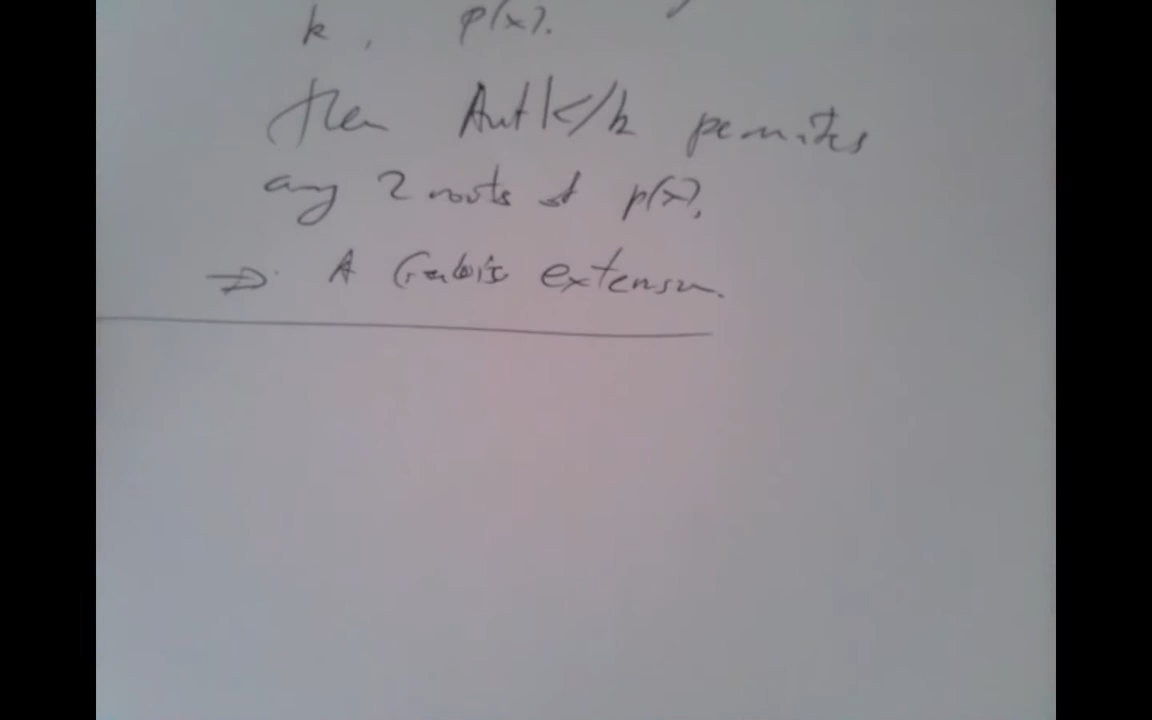 k, p(x).
then Aut K/k permutes
any 2 roots of p(x),
⇒ A Galois extension.